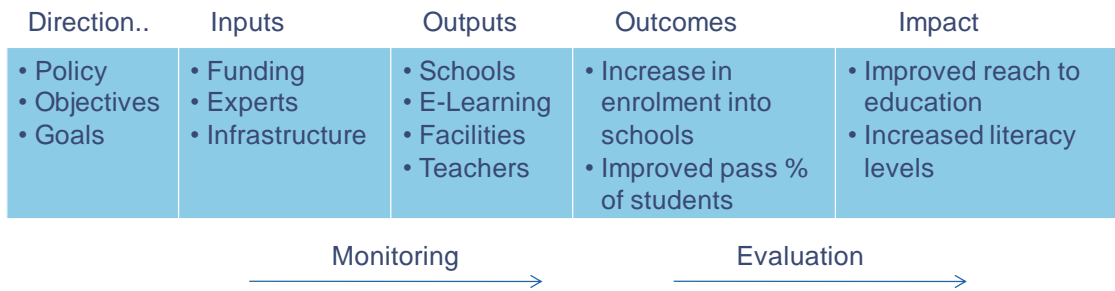 Direction..
Inputs
Outputs
Outcomes
Impact
• Policy
• Objectives
• Goals
• Funding
• Experts
• Infrastructure
• Schools
• E-Learning
• Facilities
• Teachers
• Increase in
enrolment into
schools
• Improved pass %
of students
• Improved reach to
education
• Increased literacy
levels
Monitoring
Evaluation